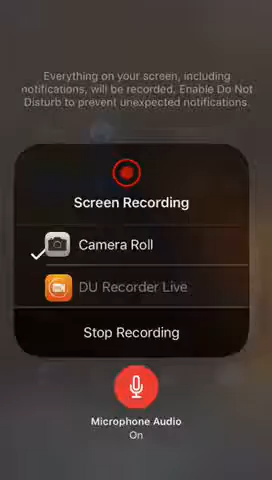 Everything on your screen, including
notifications, will be recorded. Enable Do Not
Disturb to prevent unexpected notifications.
Screen Recording
Camera Roll
DU Recorder Live
Stop Recording
Microphone Audio
On